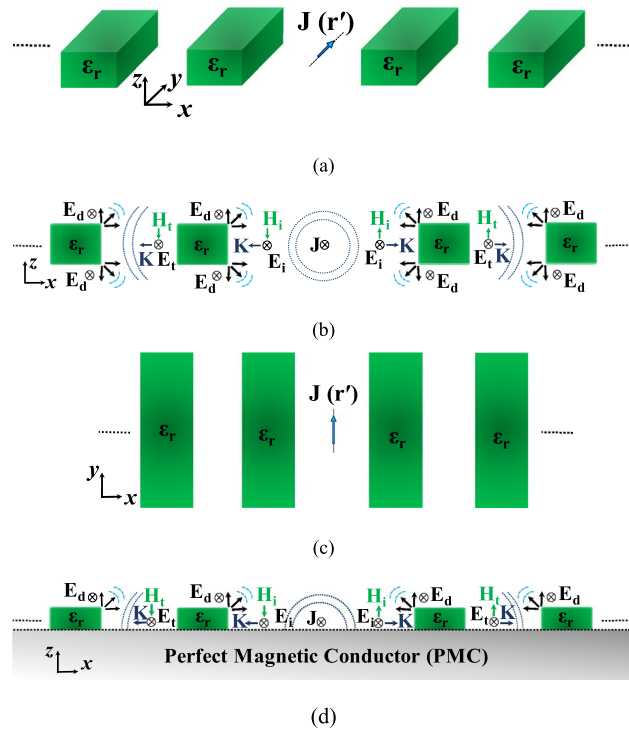 J (r′)
εr εr εr εr
z y x
(a)
Ed Ht Ed Hi Hi Ed Ht Ed
εr K Et εr K Ei J Ei K εr Et K εr
z x
Ed Ed Ed Ed
(b)
J (r′)
εr εr εr εr
y x
(c)
Ed Ht Ed Hi Hi Ed Ht Ed
εr K Et εr K Ei J Ei K εr Et K εr
z x
Perfect Magnetic Conductor (PMC)
(d)